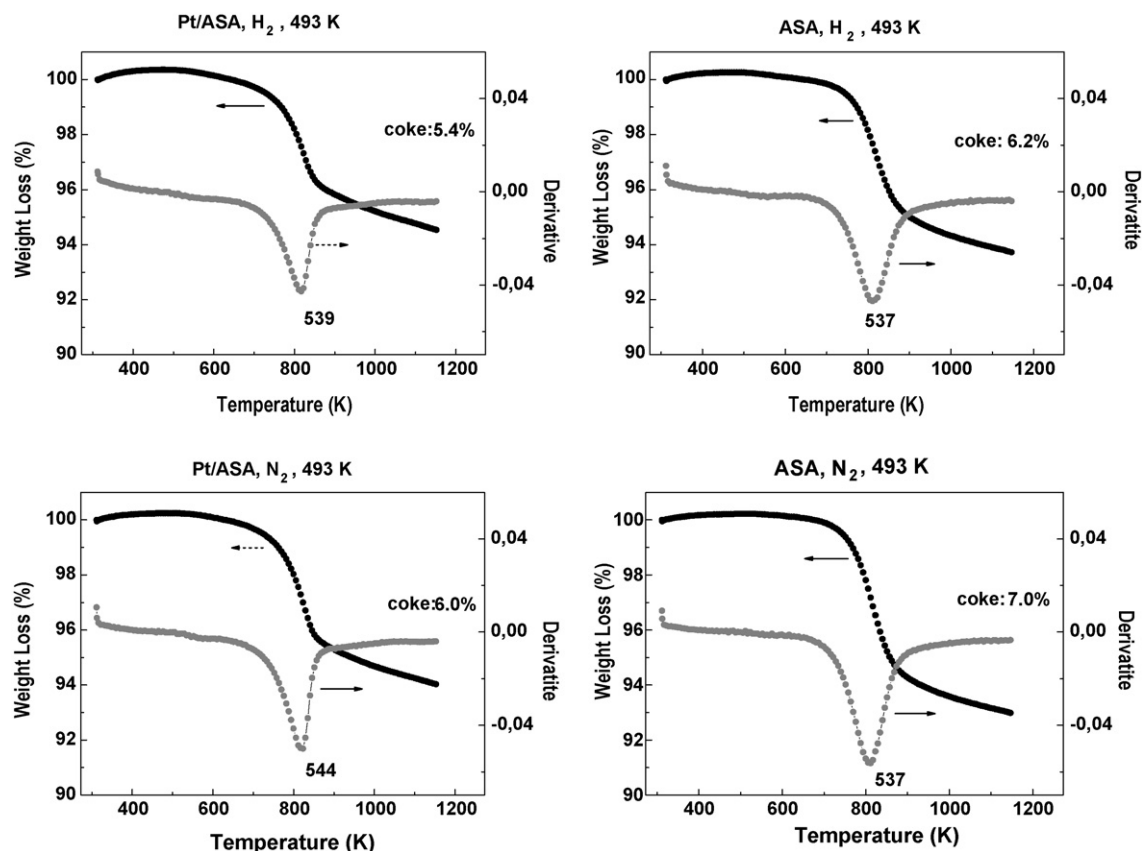 Pt/ASA, H2 , 493 K
100
98
96
94
92
90
Weight Loss (%)
0,04
0,00
-0,04
Derivative
coke:5.4%
539
400 600 800 1000 1200
Temperature (K)
ASA, H2 , 493 K
100
98
96
94
92
90
Weight Loss (%)
0,04
0,00
-0,04
Derivatite
coke: 6.2%
537
400 600 800 1000 1200
Temperature (K)
Pt/ASA, N2 , 493 K
100
98
96
94
92
90
Weight Loss (%)
0,04
0,00
-0,04
Derivatite
coke:6.0%
544
400 600 800 1000 1200
Temperature (K)
ASA, N2 , 493 K
100
98
96
94
92
90
Weight Loss (%)
0,04
0,00
-0,04
Derivatite
coke:7.0%
537
400 600 800 1000 1200
Temperature (K)